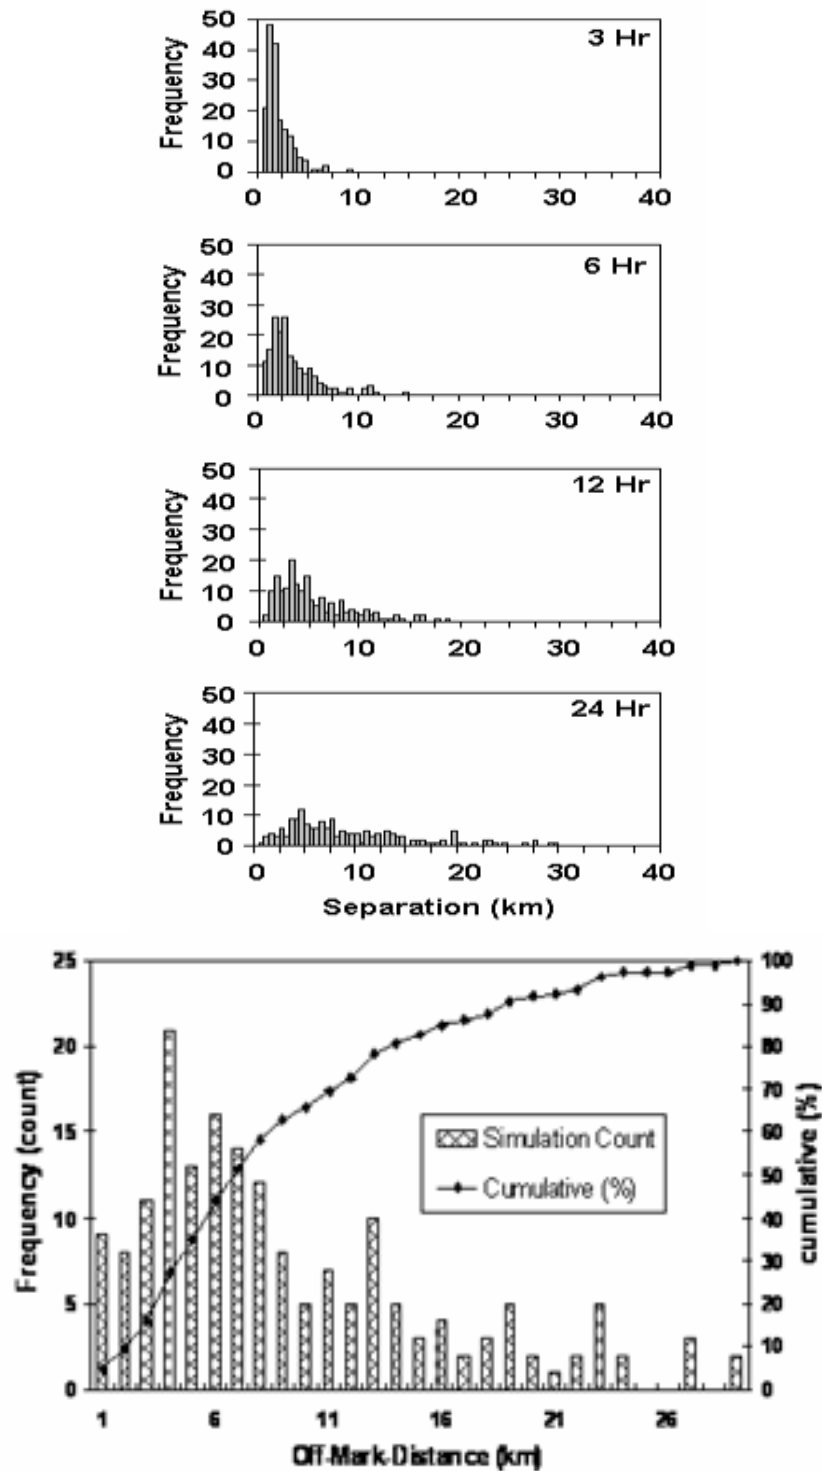 3 Hr
Frequency
50
40
30
20
10
0
0 10 20 30 40
6 Hr
Frequency
50
40
30
20
10
0
0 10 20 30 40
12 Hr
Frequency
50
40
30
20
10
0
0 10 20 30 40
24 Hr
Frequency
50
40
30
20
10
0
0 10 20 30 40
Separation (km)
Frequency (count)
25
20
15
10
5
0
Simulation Count
Cumulative (%)
100
90
80
70
60
50
40
30
20
10
0
cumulative (%)
1 6 11 16 21 26
Off-Mark-Distance (km)